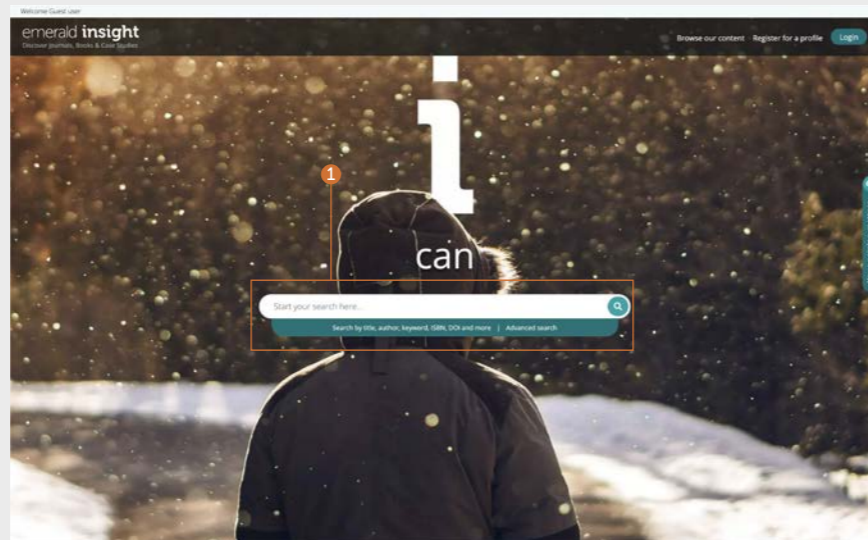 Welcome Guest user
emerald insight
Discover Journals, Books & Case Studies
Browse our content Register for a profile Login
i
1
can
Start your search here...
Search by title, author, keyword, ISBN, DOI and more | Advanced search